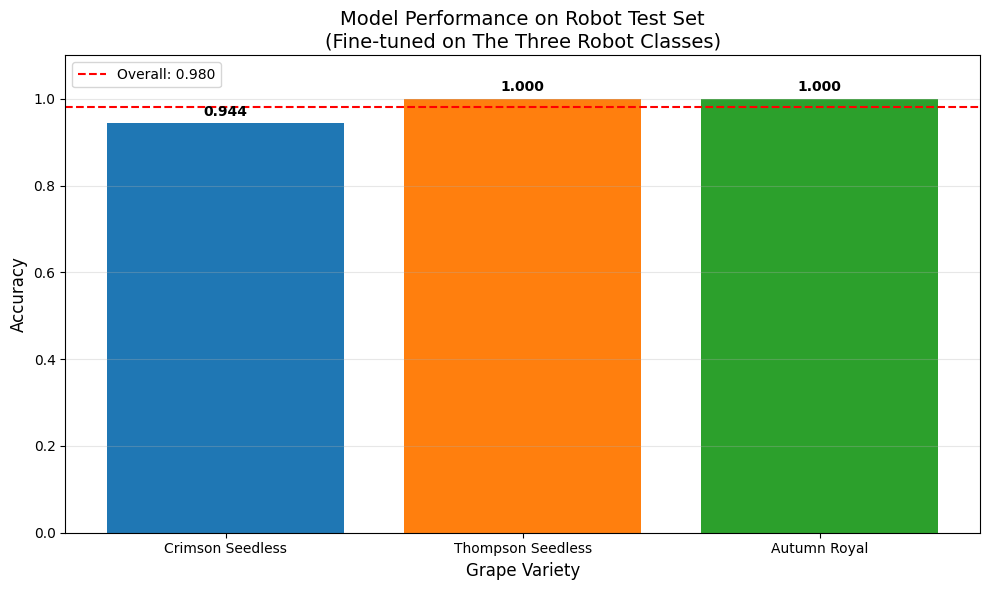 Model Performance on Robot Test Set
(Fine-tuned on The Three Robot Classes)
Overall: 0.980
0.944
1.000
1.000
1.0
0.8
0.6
0.4
0.2
0.0
Accuracy
Crimson Seedless
Thompson Seedless
Autumn Royal
Grape Variety